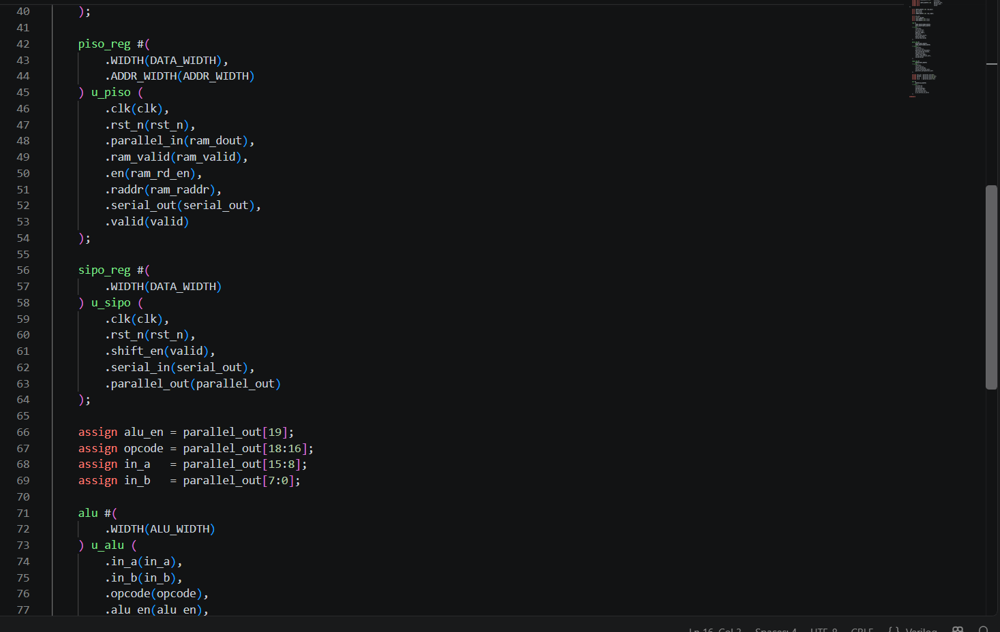 40 );
41
42 piso_reg #(
43 .WIDTH(DATA_WIDTH),
44 .ADDR_WIDTH(ADDR_WIDTH)
45 ) u_piso (
46 .clk(clk),
47 .rst_n(rst_n),
48 .parallel_in(ram_dout),
49 .ram_valid(ram_valid),
50 .en(ram_rd_en),
51 .raddr(ram_raddr),
52 .serial_out(serial_out),
53 .valid(valid)
54 );
55
56 sipo_reg #(
57 .WIDTH(DATA_WIDTH)
58 ) u_sipo (
59 .clk(clk),
60 .rst_n(rst_n),
61 .shift_en(valid),
62 .serial_in(serial_out),
63 .parallel_out(parallel_out)
64 );
65
66 assign alu_en = parallel_out[19];
67 assign opcode = parallel_out[18:16];
68 assign in_a   = parallel_out[15:8];
69 assign in_b   = parallel_out[7:0];
70
71 alu #(
72 .WIDTH(ALU_WIDTH)
73 ) u_alu (
74 .in_a(in_a),
75 .in_b(in_b),
76 .opcode(opcode),
77 .alu_en(alu_en),
Ln 16, Col 3 Spaces: 4 UTF-8 CRLF {} Verilog